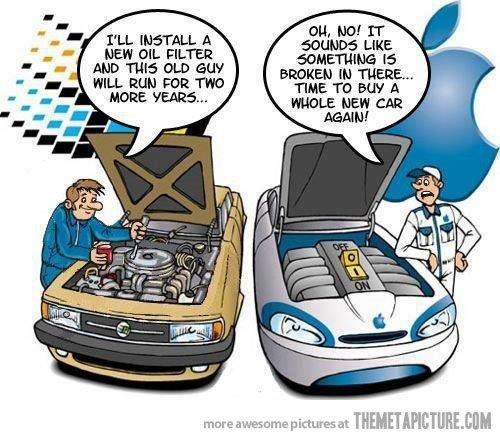 I'LL INSTALL A
NEW OIL FILTER
AND THIS OLD GUY
WILL RUN FOR TWO
MORE YEARS...
OH, NO! IT
SOUNDS LIKE
SOMETHING IS
BROKEN IN THERE...
TIME TO BUY A
WHOLE NEW CAR
AGAIN!
OFF
O
I
ON
more awesome pictures at THEMETAPICTURE.COM